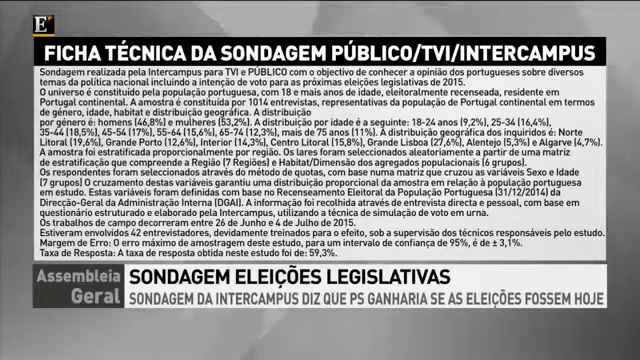 E
FICHA TÉCNICA DA SONDAGEM PÚBLICO/TVI/INTERCAMPUS
Sondagem realizada pela Intercampus para TVI e PÚBLICO com o objectivo de conhecer a opinião dos portugueses sobre diversos
temas da política nacional incluindo a intenção de voto para as próximas eleições legislativas de 2015.
O universo é constituído pela população portuguesa, com 18 e mais anos de idade, eleitoralmente recenseada, residente em
Portugal continental. A amostra é constituída por 1014 entrevistas, representativas da população de Portugal continental em termos
de género, idade, habitat e distribuição geográfica. A distribuição
por género é: homens (46,8%) e mulheres (53,2%). A distribuição por idade é a seguinte: 18-24 anos (9,2%), 25-34 (16,4%),
35-44 (18,5%), 45-54 (17%), 55-64 (15,6%), 65-74 (12,3%), mais de 75 anos (11%). A distribuição geográfica dos inquiridos é: Norte
Litoral (19,6%), Grande Porto (12,6%), Interior (14,3%), Centro Litoral (15,8%), Grande Lisboa (27,6%), Alentejo (5,3%) e Algarve (4,7%).
A amostra foi estratificada proporcionalmente por região. Os lares foram seleccionados aleatoriamente a partir de uma matriz
de estratificação que compreende a Região (7 Regiões) e Habitat/Dimensão dos agregados populacionais (6 grupos).
Os respondentes foram seleccionados através do método de quotas, com base numa matriz que cruzou as variáveis Sexo e Idade
(7 grupos) O cruzamento destas variáveis garantiu uma distribuição proporcional da amostra em relação à população portuguesa
em estudo. Estas variáveis foram definidas com base no Recenseamento Eleitoral da População Portuguesa (31/12/2014) da
Direcção-Geral da Administração Interna (DGAI). A informação foi recolhida através de entrevista directa e pessoal, com base em
questionário estruturado e elaborado pela Intercampus, utilizando a técnica de simulação de voto em urna.
Os trabalhos de campo decorreram entre 26 de Junho e 4 de Julho de 2015.
Estiveram envolvidos 42 entrevistadores, devidamente treinados para o efeito, sob a supervisão dos técnicos responsáveis pelo estudo.
Margem de Erro: O erro máximo de amostragem deste estudo, para um intervalo de confiança de 95%, é de ± 3,1%.
Taxa de Resposta: A taxa de resposta obtida neste estudo foi de: 59,3%.
Assembleia
Geral
SONDAGEM ELEIÇÕES LEGISLATIVAS
SONDAGEM DA INTERCAMPUS DIZ QUE PS GANHARIA SE AS ELEIÇÕES FOSSEM HOJE